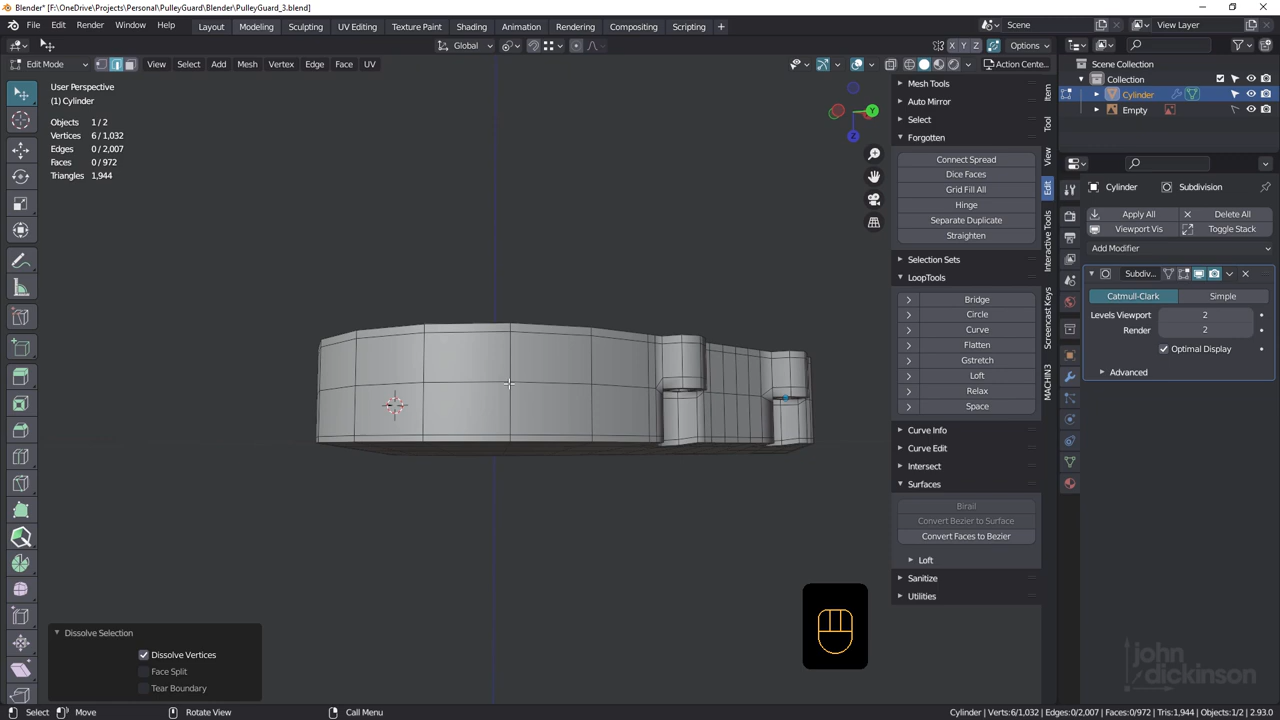 Blender* [F:\OneDrive\Projects\Personal\PulleyGuard\Blender\PulleyGuard_3.blend]
File Edit Render Window Help Layout Modeling Sculpting UV Editing Texture Paint Shading Animation Rendering Compositing Scripting + Scene View Layer
Global X Y Z Options
Edit Mode View Select Add Mesh Vertex Edge Face UV Action Cente...
User Perspective
(1) Cylinder
Objects 1/2
Vertices 6/1,032
Edges 0/2,007
Faces 0/972
Triangles 1,944
Y
Z
Mesh Tools
Auto Mirror
Select
Forgotten
Connect Spread
Dice Faces
Grid Fill All
Hinge
Separate Duplicate
Straighten
Selection Sets
LoopTools
Bridge
Circle
Curve
Flatten
Gstretch
Loft
Relax
Space
Curve Info
Curve Edit
Intersect
Surfaces
Birail
Convert Bezier to Surface
Convert Faces to Bezier
Loft
Sanitize
Utilities
Item
Tool
View
Edit
Interactive Tools
Screencast Keys
MACHIN3
Scene Collection
Collection
Cylinder
Empty
Cylinder Subdivision
Apply All Delete All
Viewport Vis Toggle Stack
Add Modifier
Subdiv...
Catmull-Clark Simple
Levels Viewport 2
Render 2
Optimal Display
Advanced
Dissolve Selection
Dissolve Vertices
Face Split
Tear Boundary
john
dickinson
Select Move Rotate View Call Menu Cylinder | Verts:6/1,032 | Edges:0/2,007 | Faces:0/972 | Tris:1,944 | Objects:1/2 | 2.93.0